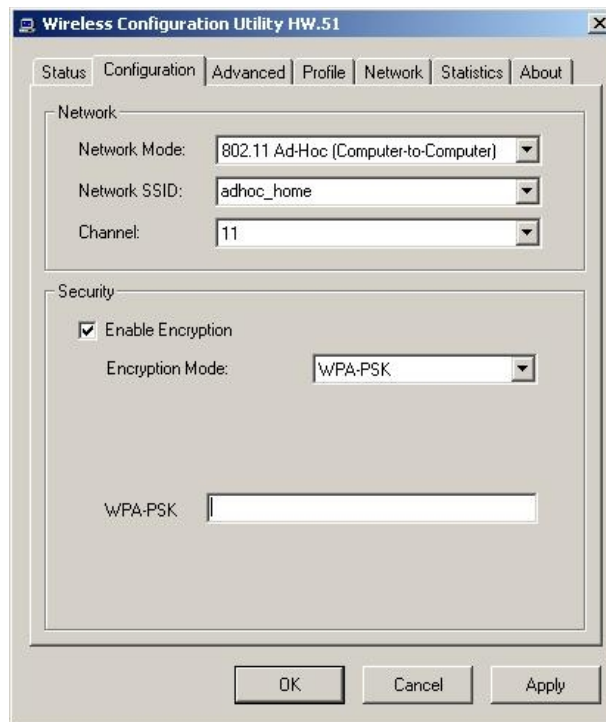 Wireless Configuration Utility HW.51
Status Configuration Advanced Profile Network Statistics About
Network
Network Mode: 802.11 Ad-Hoc (Computer-to-Computer)
Network SSID: adhoc_home
Channel: 11
Security
Enable Encryption
Encryption Mode: WPA-PSK
WPA-PSK
OK Cancel Apply